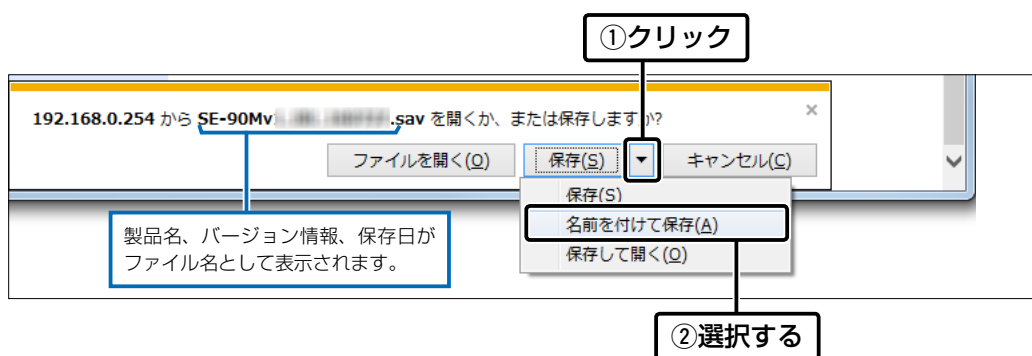 ①クリック
192.168.0.254 から SE-90Mv .sav を開くか、または保存しますか?
×
ファイルを開く(O)
保存(S)
▼
キャンセル(C)
保存(S)
名前を付けて保存(A)
保存して開く(O)
製品名、バージョン情報、保存日が
ファイル名として表示されます。
②選択する